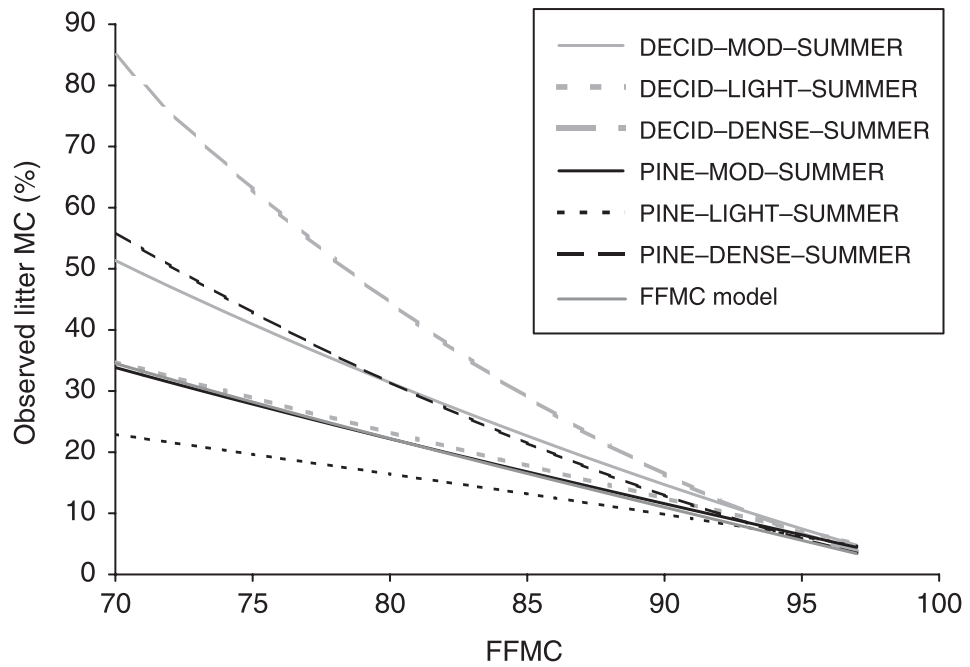 90
80
70
60
50
40
30
20
10
0
Observed litter MC (%)
70 75 80 85 90 95 100
FFMC
DECID–MOD–SUMMER
DECID–LIGHT–SUMMER
DECID–DENSE–SUMMER
PINE–MOD–SUMMER
PINE–LIGHT–SUMMER
PINE–DENSE–SUMMER
FFMC model